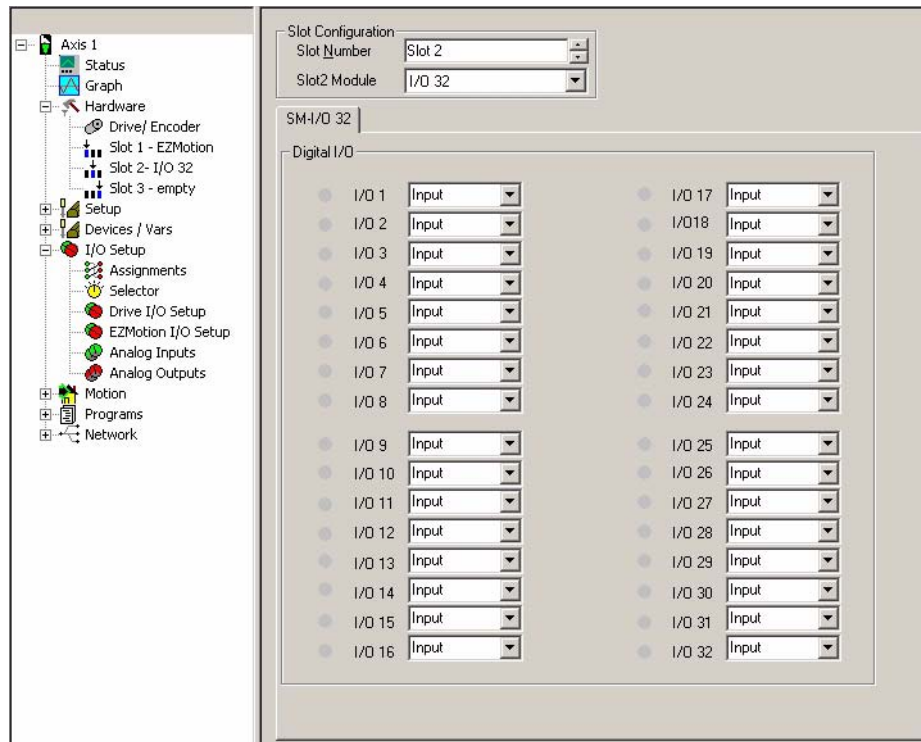 Axis 1
Status
Graph
Hardware
Drive/ Encoder
Slot 1 - EZMotion
Slot 2- I/O 32
Slot 3 - empty
Setup
Devices / Vars
I/O Setup
Assignments
Selector
Drive I/O Setup
EZMotion I/O Setup
Analog Inputs
Analog Outputs
Motion
Programs
Network
Slot Configuration
Slot Number Slot 2
Slot2 Module I/O 32
SM-I/O 32
Digital I/O
I/O 1 Input I/O 17 Input
I/O 2 Input I/O18 Input
I/O 3 Input I/O 19 Input
I/O 4 Input I/O 20 Input
I/O 5 Input I/O 21 Input
I/O 6 Input I/O 22 Input
I/O 7 Input I/O 23 Input
I/O 8 Input I/O 24 Input
I/O 9 Input I/O 25 Input
I/O 10 Input I/O 26 Input
I/O 11 Input I/O 27 Input
I/O 12 Input I/O 28 Input
I/O 13 Input I/O 29 Input
I/O 14 Input I/O 30 Input
I/O 15 Input I/O 31 Input
I/O 16 Input I/O 32 Input